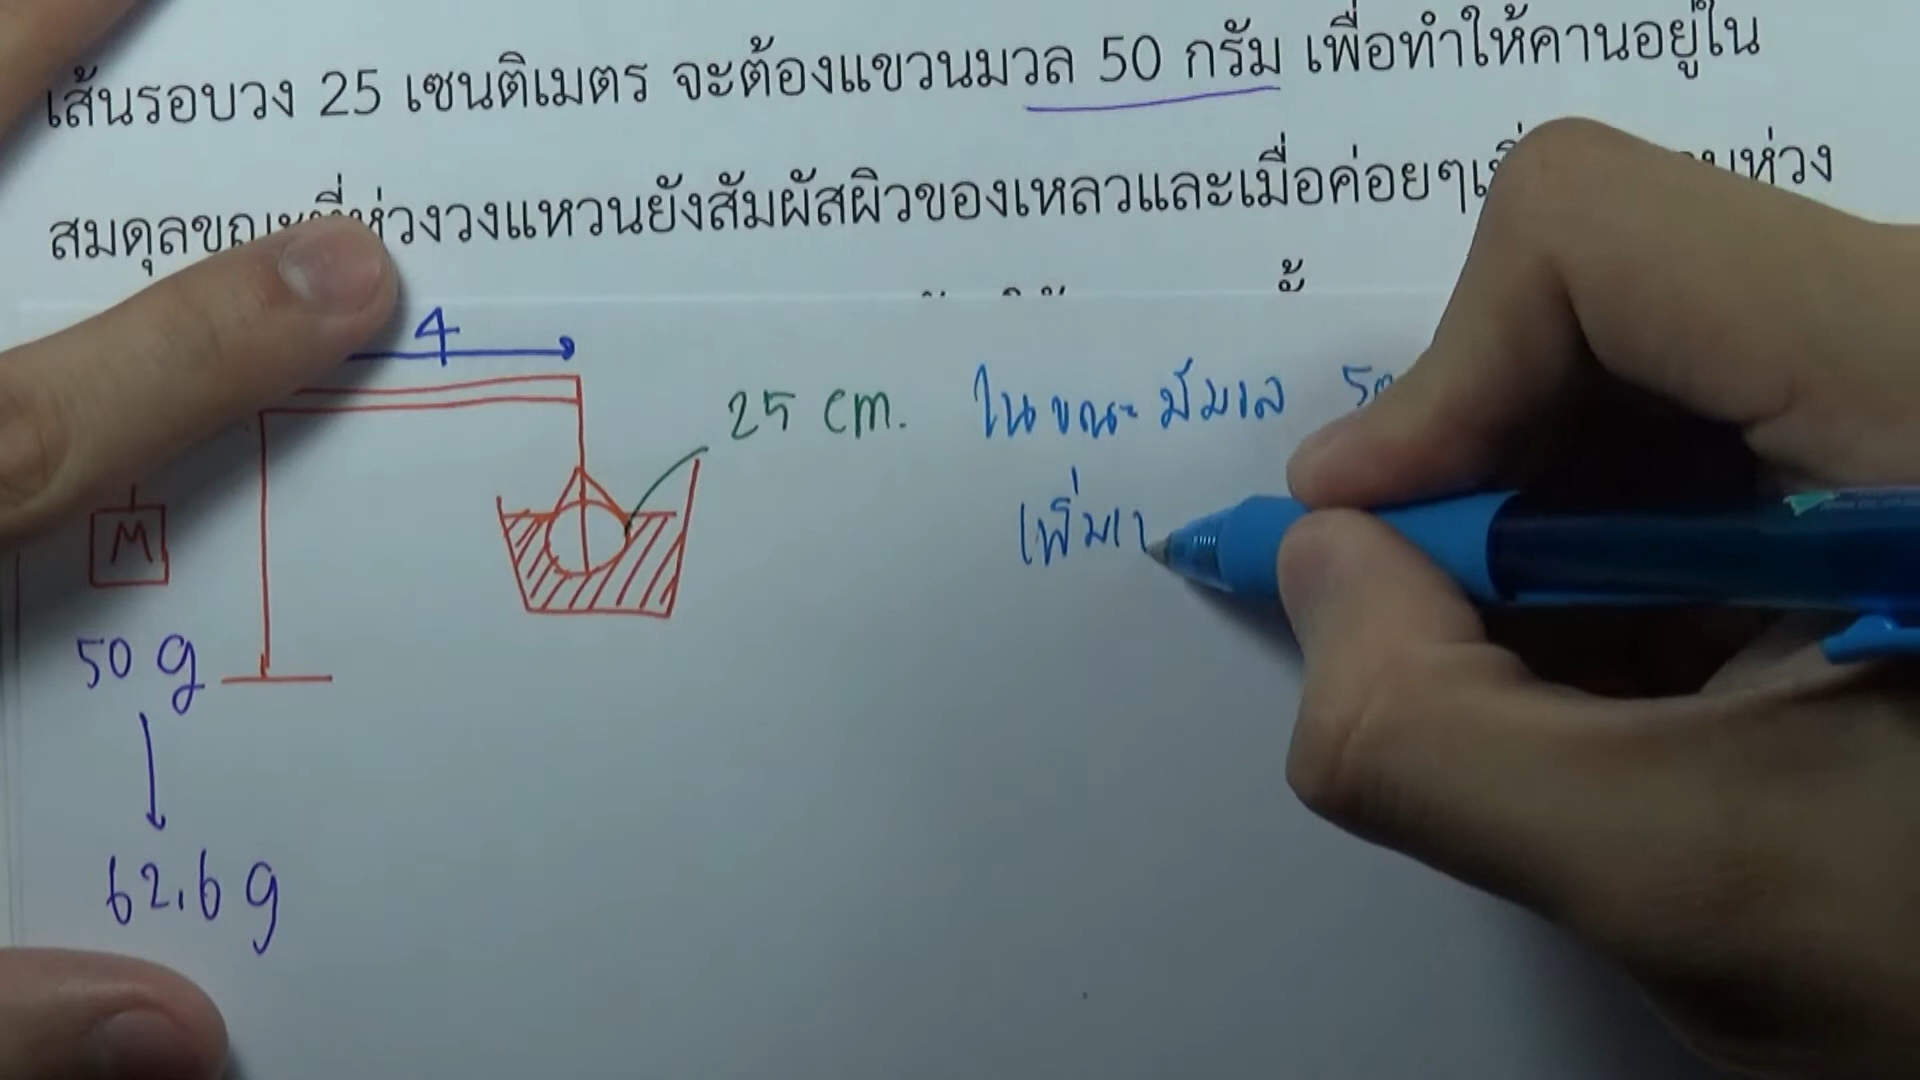 เส้นรอบวง 25 เซนติเมตร จะต้องแขวนมวล 50 กรัม เพื่อทำให้คานอยู่ใน
สมดุลขณะที่ห่วงวงแหวนยังสัมผัสผิวของเหลวและเมื่อค่อยๆ ห่วง
4
25 cm.
ในขณะมีมวล 50
เพิ่ม
M
50 g
62.6 g